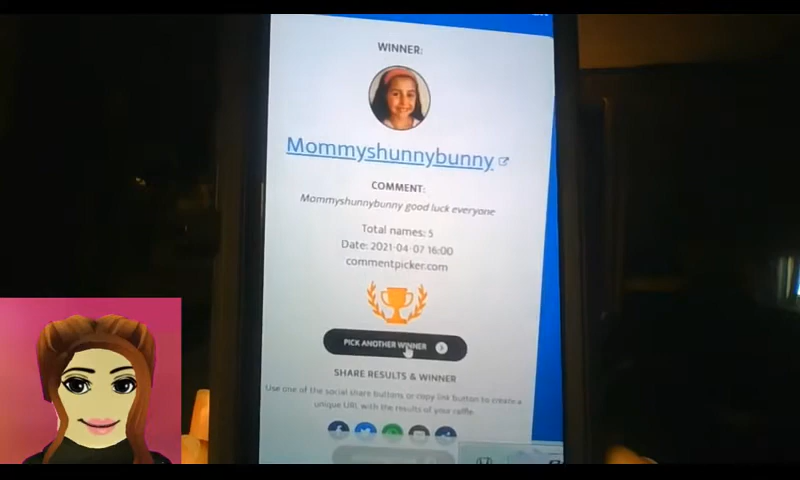 WINNER:
Mommyshunnybunny
COMMENT:
Mommyshunnybunny good luck everyone
Total names: 5
Date: 2021-04-07 16:00
commentpicker.com
PICK ANOTHER WINNER
SHARE RESULTS & WINNER
Use one of the social share buttons or copy link button to create a
unique URL with the results of your raffle.